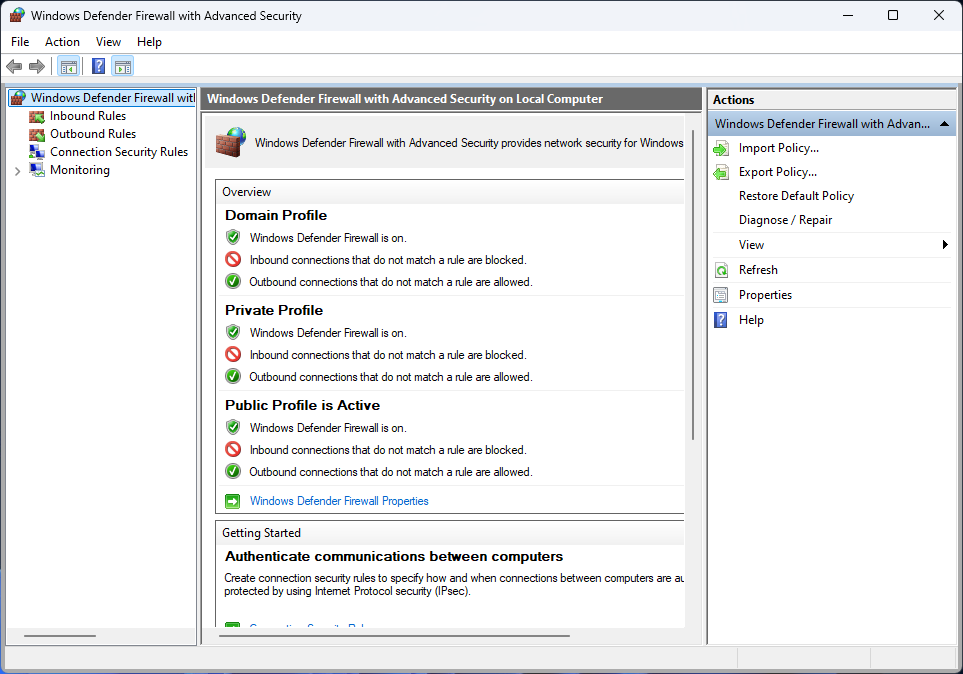 Windows Defender Firewall with Advanced Security
File Action View Help
Windows Defender Firewall wit
Inbound Rules
Outbound Rules
Connection Security Rules
Monitoring
Windows Defender Firewall with Advanced Security on Local Computer
Windows Defender Firewall with Advanced Security provides network security for Windows
Overview
Domain Profile
Windows Defender Firewall is on.
Inbound connections that do not match a rule are blocked.
Outbound connections that do not match a rule are allowed.
Private Profile
Windows Defender Firewall is on.
Inbound connections that do not match a rule are blocked.
Outbound connections that do not match a rule are allowed.
Public Profile is Active
Windows Defender Firewall is on.
Inbound connections that do not match a rule are blocked.
Outbound connections that do not match a rule are allowed.
Windows Defender Firewall Properties
Getting Started
Authenticate communications between computers
Create connection security rules to specify how and when connections between computers are au
protected by using Internet Protocol security (IPsec).
Actions
Windows Defender Firewall with Advan...
Import Policy...
Export Policy...
Restore Default Policy
Diagnose / Repair
View
Refresh
Properties
Help